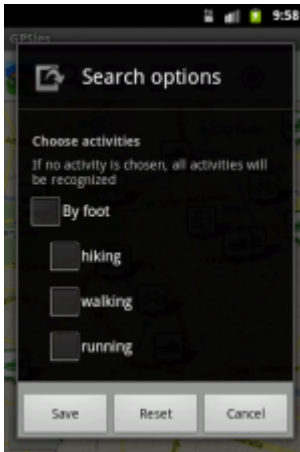 9:58
GPSies
Search options
Choose activities
If no activity is chosen, all activities will
be recognized
By foot
hiking
walking
running
Save
Reset
Cancel